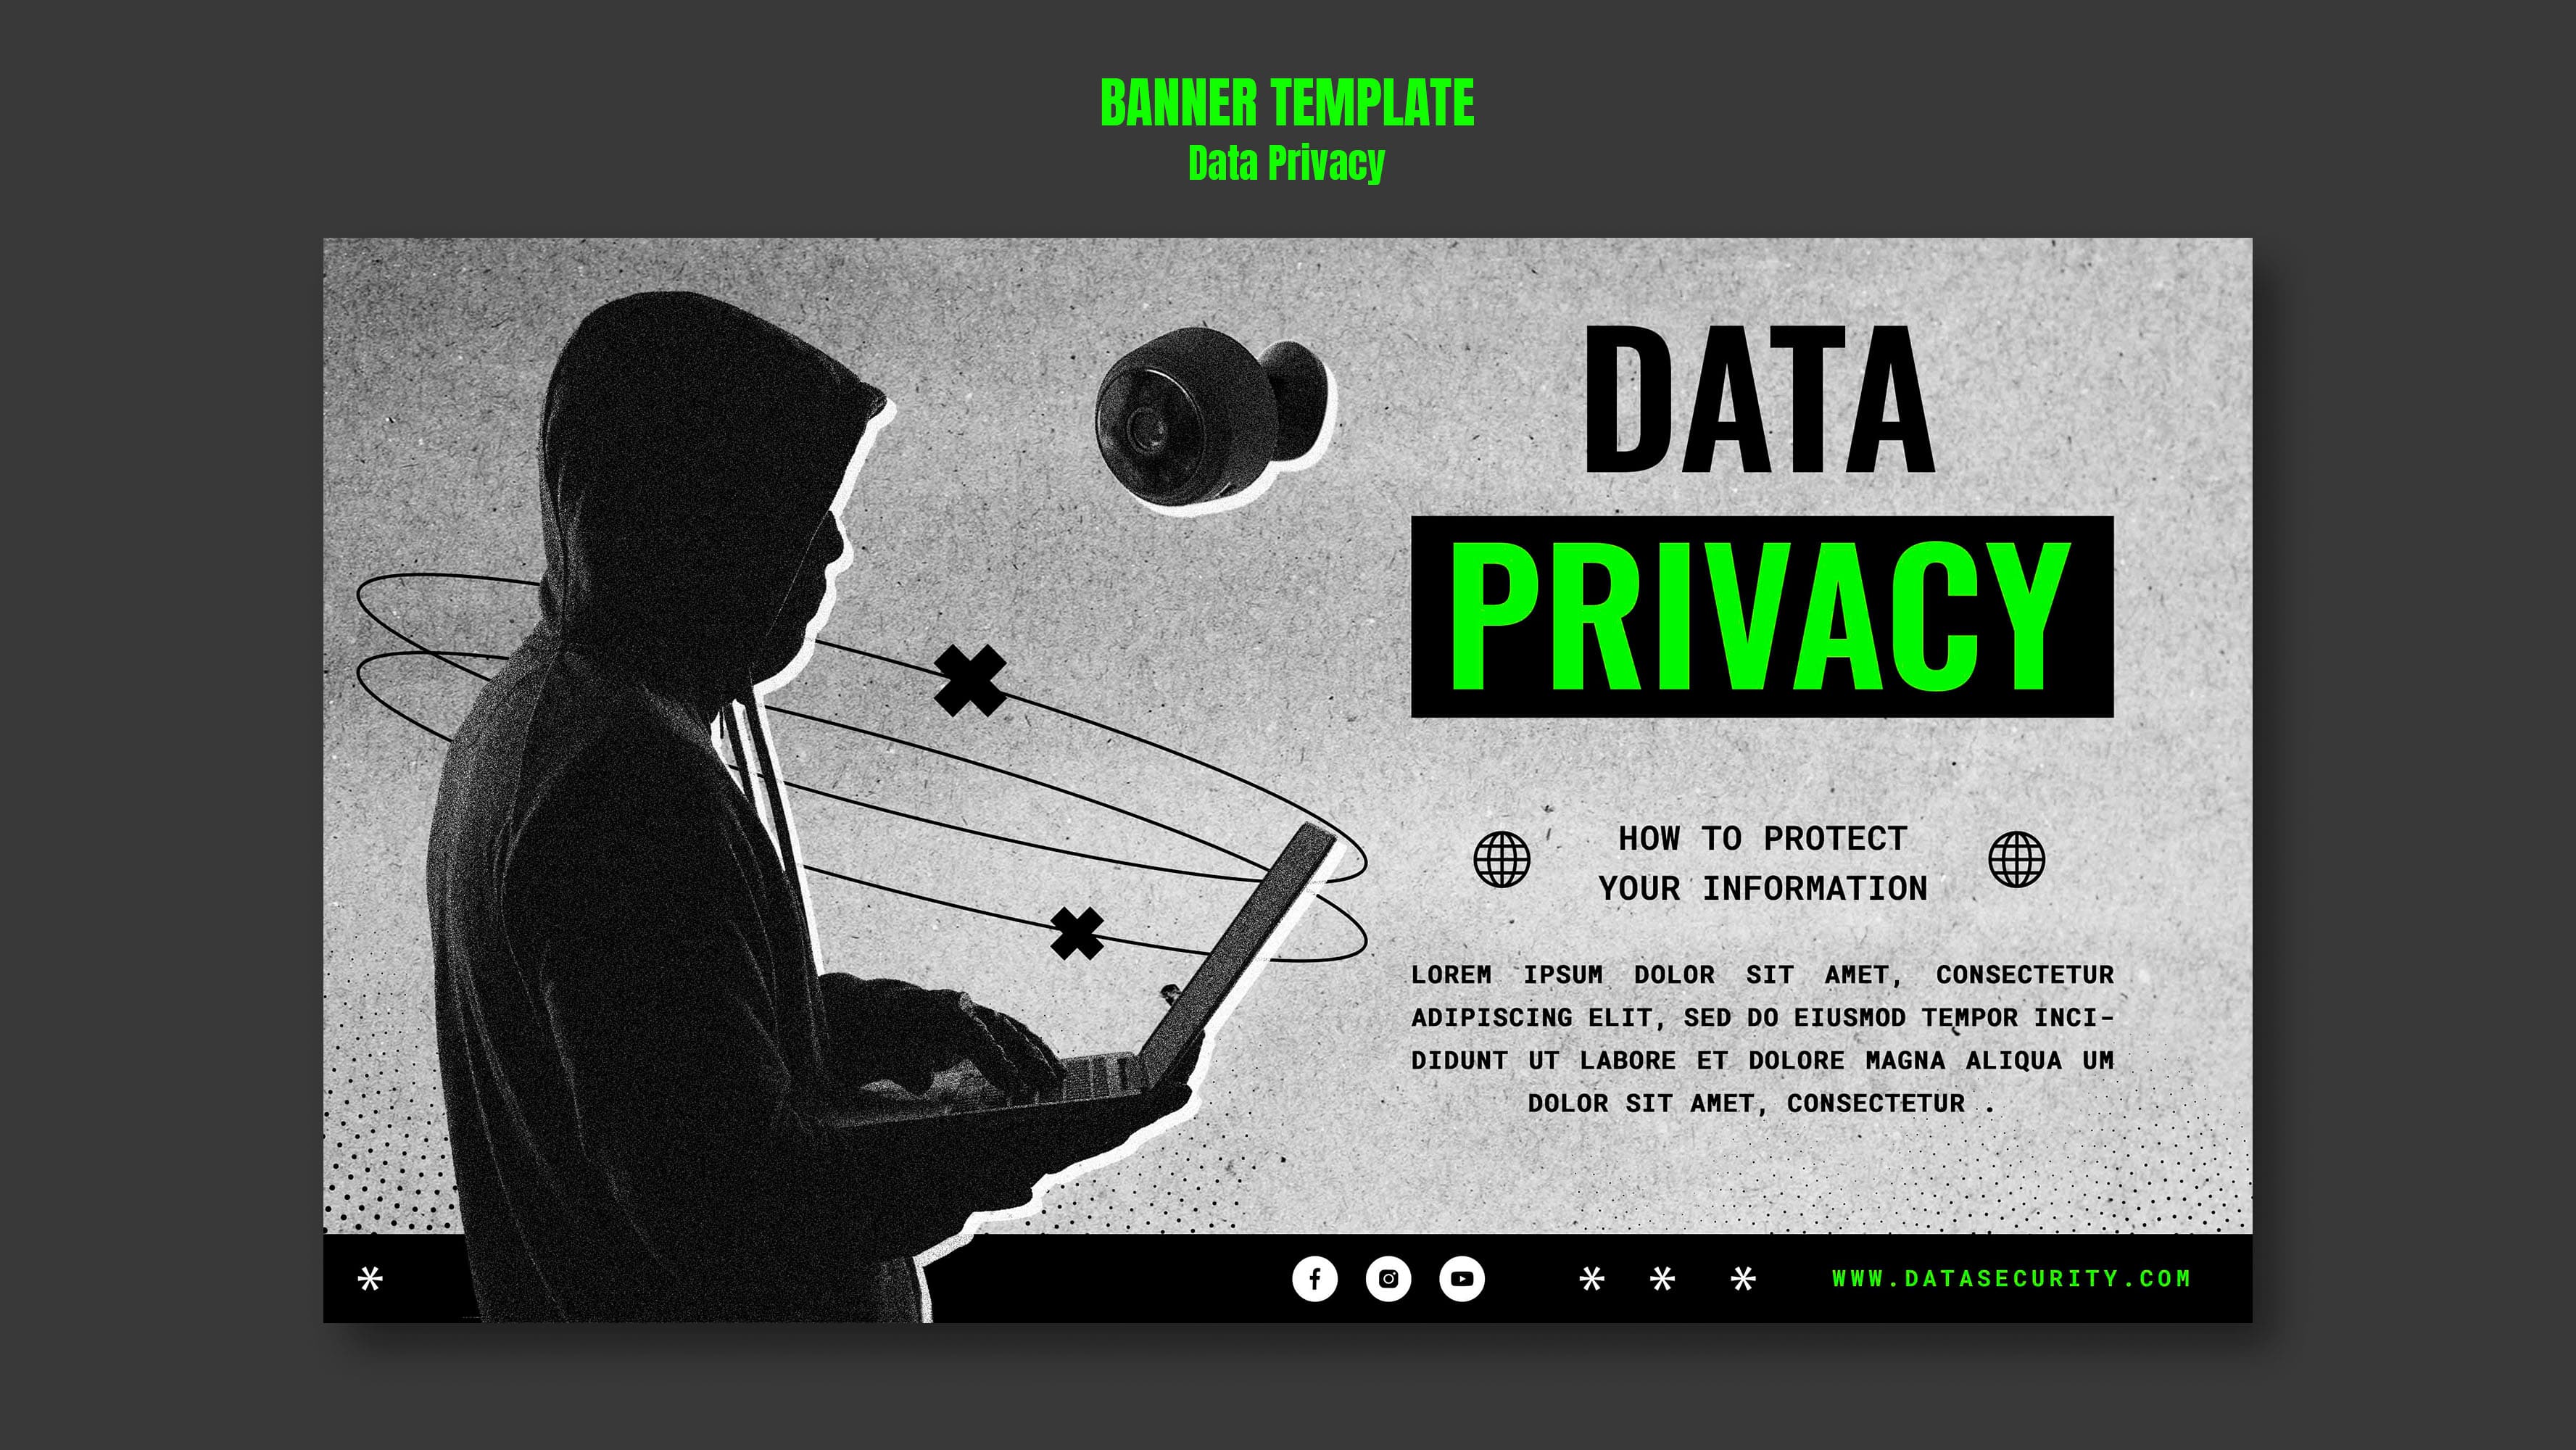 BANNER TEMPLATE
Data Privacy
DATA
PRIVACY
HOW TO PROTECT
YOUR INFORMATION
LOREM IPSUM DOLOR SIT AMET, CONSECTETUR
ADIPISCING ELIT, SED DO EIUSMOD TEMPOR INCI-
DIDUNT UT LABORE ET DOLORE MAGNA ALIQUA UM
DOLOR SIT AMET, CONSECTETUR .
WWW.DATASECURITY.COM